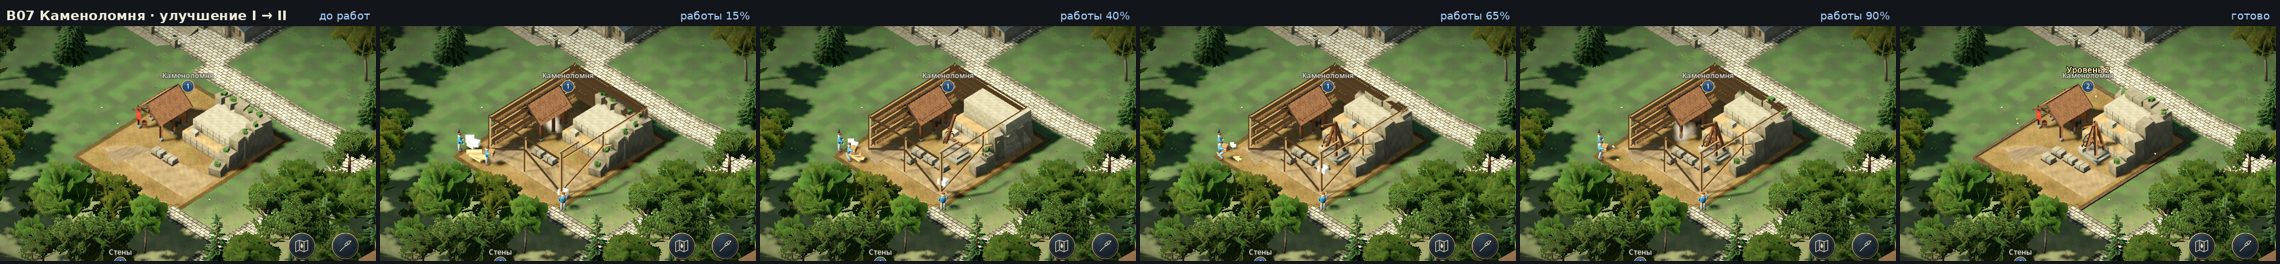 B07 Каменоломня · улучшение I → II
до работ
работы 15%
работы 40%
работы 65%
работы 90%
готово
Каменоломня
1
Стены
Каменоломня
1
Стены
Каменоломня
1
Стены
Каменоломня
1
Стены
Каменоломня
1
Стены
Уровень
Каменоломня
2
Стены